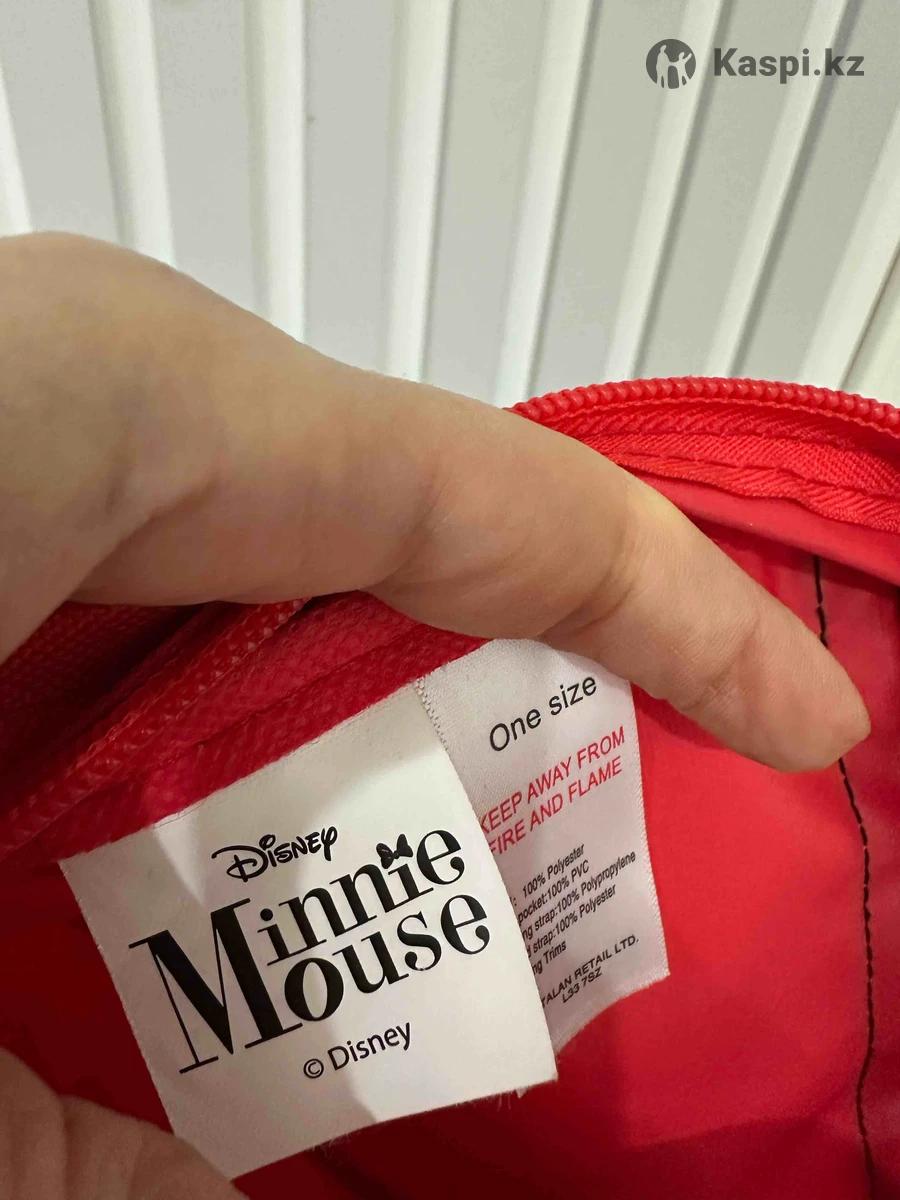 Kaspi.kz
One size
KEEP AWAY FROM
FIRE AND FLAME
: 100% Polyester
pocket:100% PVC
strap:100% Polypropylene
strap:100% Polyester
Trims
RETAIL LTD.
L33 7SZ
Disney
Minnie
Mouse
© Disney